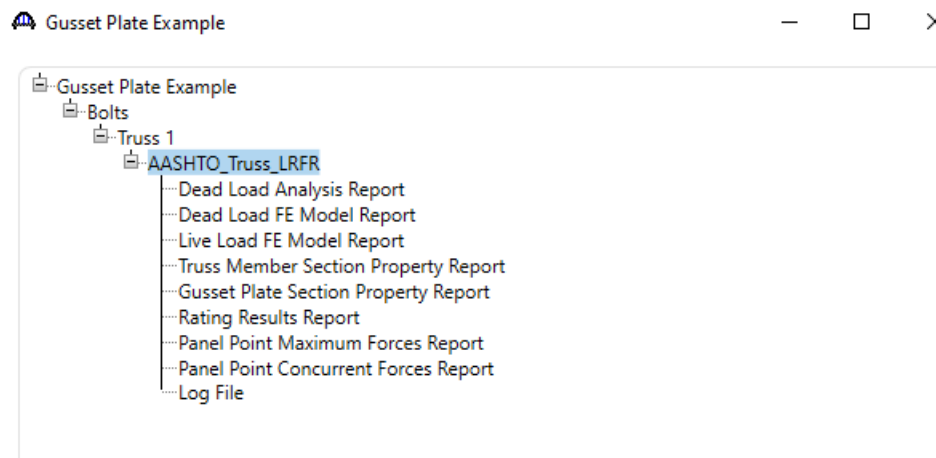 Gusset Plate Example
Gusset Plate Example
Bolts
Truss 1
AASHTO_Truss_LRFR
Dead Load Analysis Report
Dead Load FE Model Report
Live Load FE Model Report
Truss Member Section Property Report
Gusset Plate Section Property Report
Rating Results Report
Panel Point Maximum Forces Report
Panel Point Concurrent Forces Report
Log File